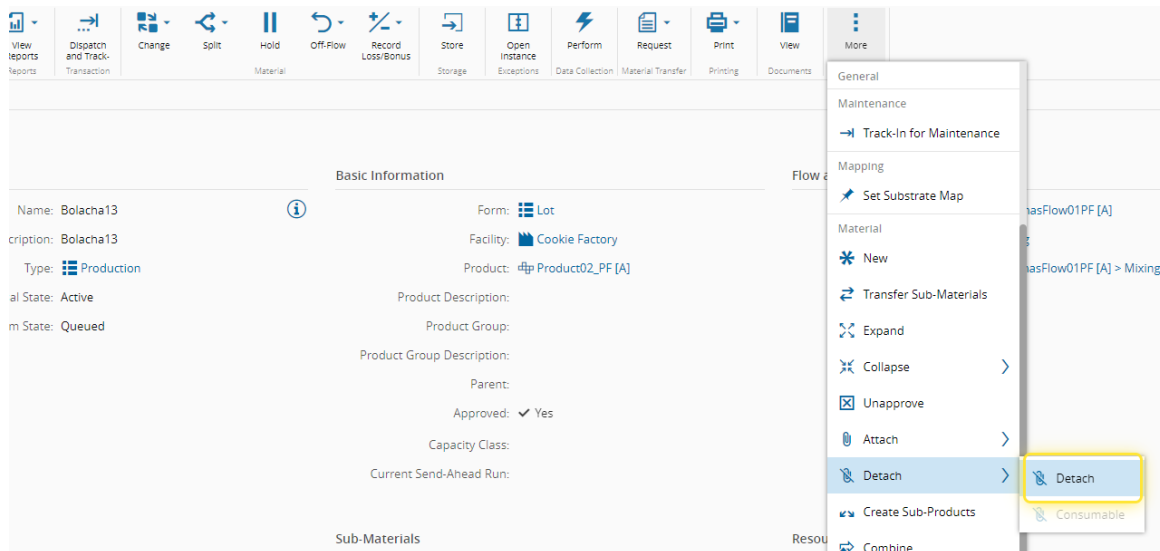 View
Reports
Reports
Dispatch
and Track-
Transaction
Change
Split
Hold
Off-Flow
Record
Loss/Bonus
Material
Store
Storage
Open
Instance
Exceptions
Perform
Data Collection
Request
Material Transfer
Print
Printing
View
Documents
More
Name: Bolacha13
cription: Bolacha13
Type: Production
al State: Active
m State: Queued
Basic Information
Form: Lot
Facility: Cookie Factory
Product: Product02_PF [A]
Product Description:
Product Group:
Product Group Description:
Parent:
Approved: Yes
Capacity Class:
Current Send-Ahead Run:
Sub-Materials
Flow a
nasFlow01PF [A]
g
nasFlow01PF [A] > Mixing
Resou
General
Maintenance
Track-In for Maintenance
Mapping
Set Substrate Map
Material
New
Transfer Sub-Materials
Expand
Collapse
Unapprove
Attach
Detach
Create Sub-Products
Combine
Detach
Consumable